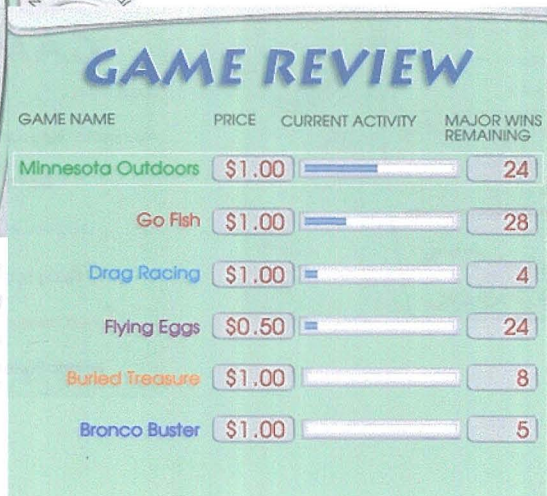 GAME REVIEW
GAME NAME PRICE CURRENT ACTIVITY MAJOR WINS REMAINING
Minnesota Outdoors $1.00 24
Go Fish $1.00 28
Drag Racing $1.00 4
Flying Eggs $0.50 24
Buried Treasure $1.00 8
Bronco Buster $1.00 5